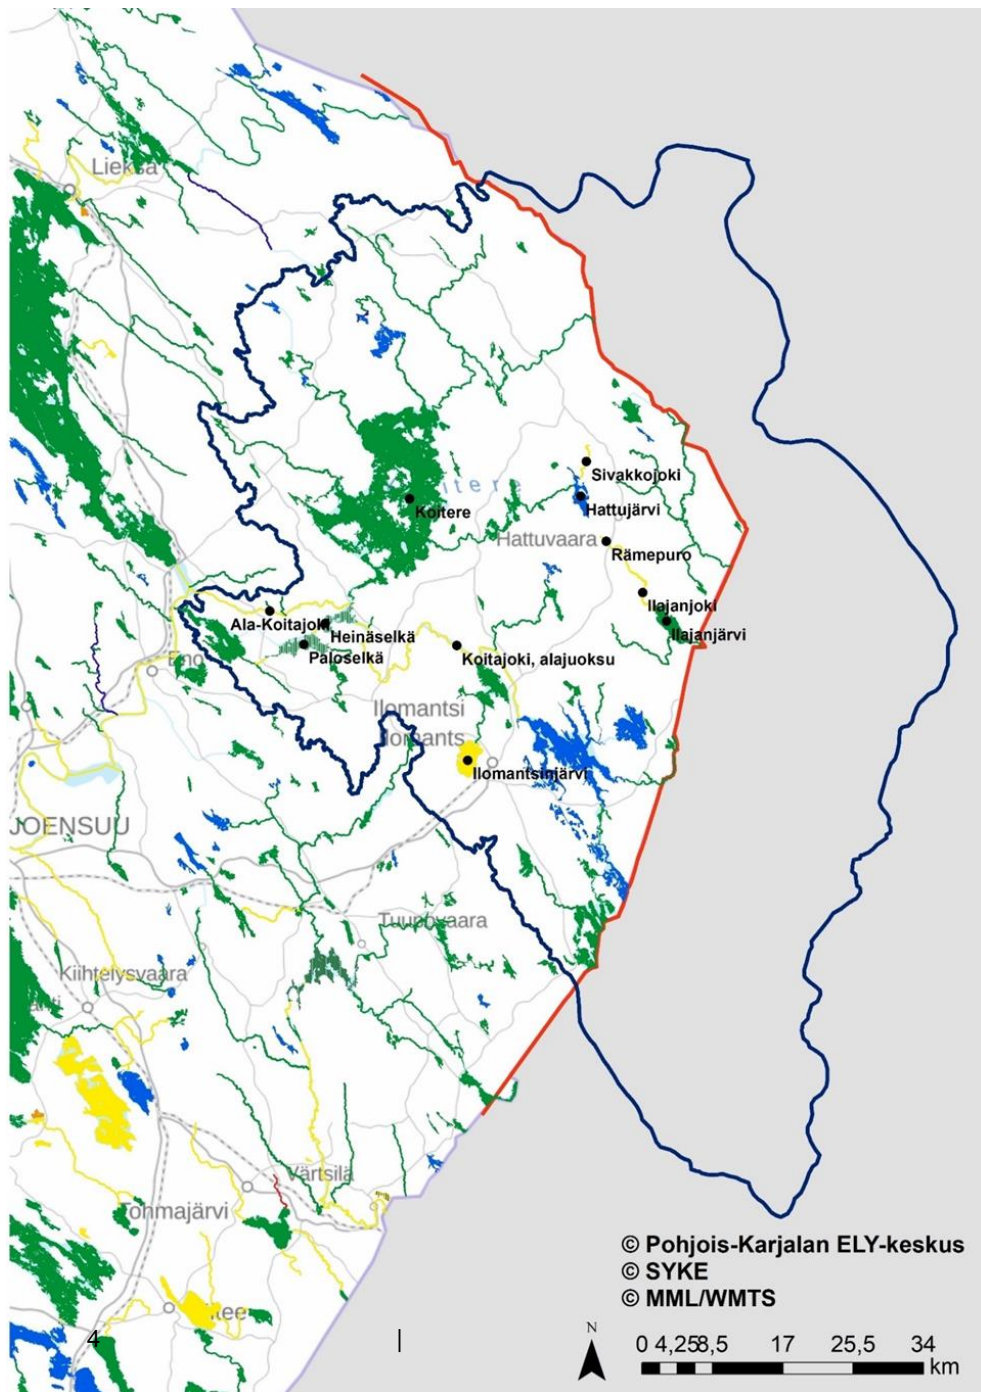 Lieksa
Sivakkojoki
Koitere
Hattujärvi
Hattuvaara
Rämepuro
Ilajanjoki
Ala-Koitajoki
Ilajanjärvi
Heinäselkä
Paloselkä
Koitajoki, alajuoksu
Eno
Ilomantsi
Ilomants
Ilomantsinjärvi
JOENSUU
Tuupovaara
Kiihtelysvaara
Värtsilä
Tohmajärvi
© Pohjois-Karjalan ELY-keskus
© SYKE
© MML/WMTS
4 |
N
0 4,25 8,5 17 25,5 34
km